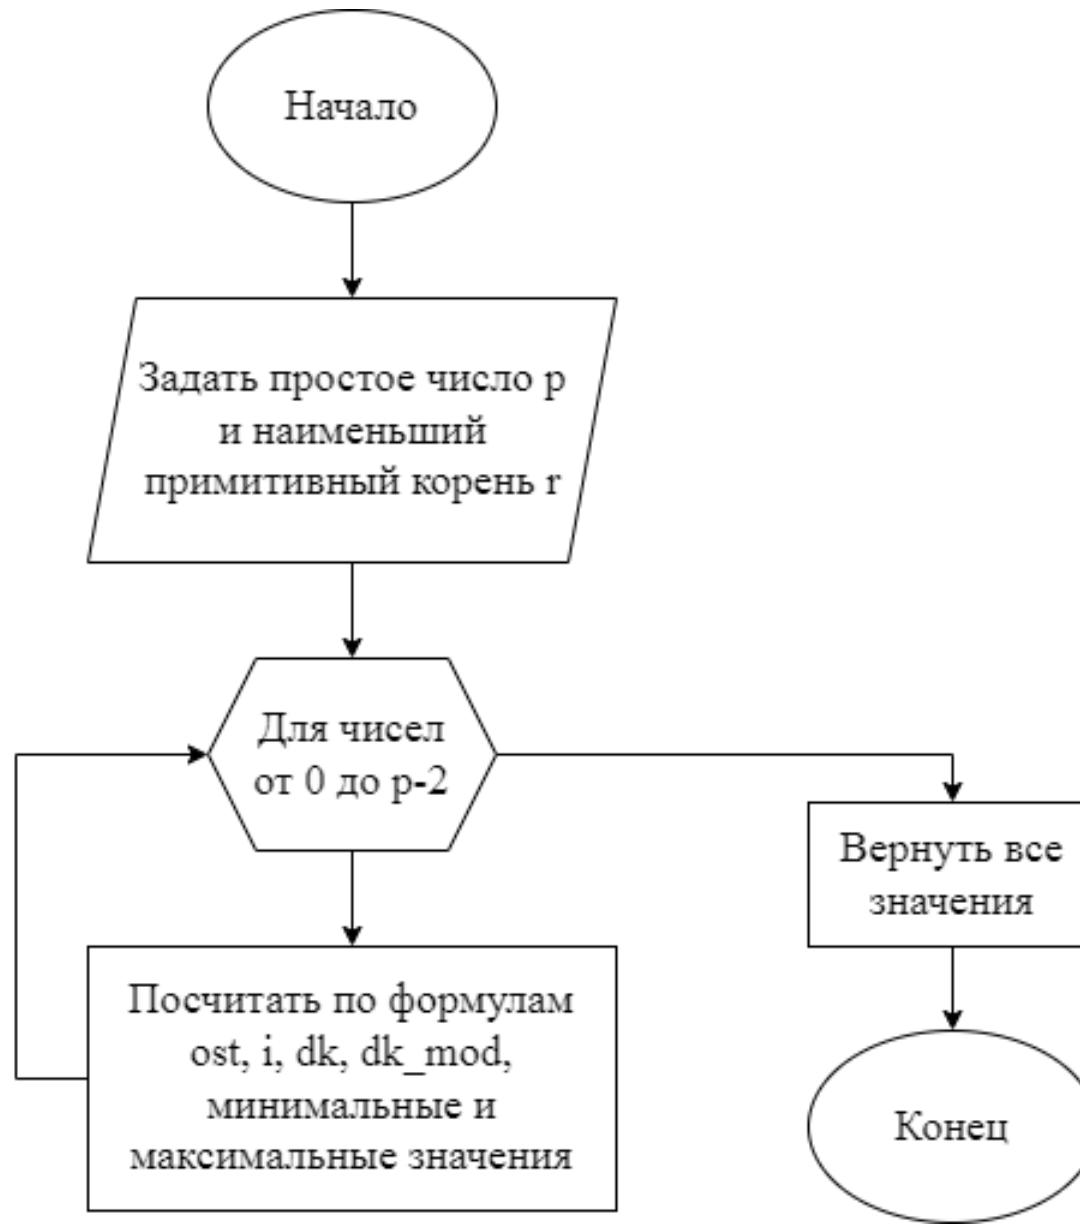 Начало
Задать простое число p
и наименьший
примитивный корень r
Для чисел
от 0 до p-2
Вернуть все
значения
Посчитать по формулам
ost, i, dk, dk_mod,
минимальные и
максимальные значения
Конец